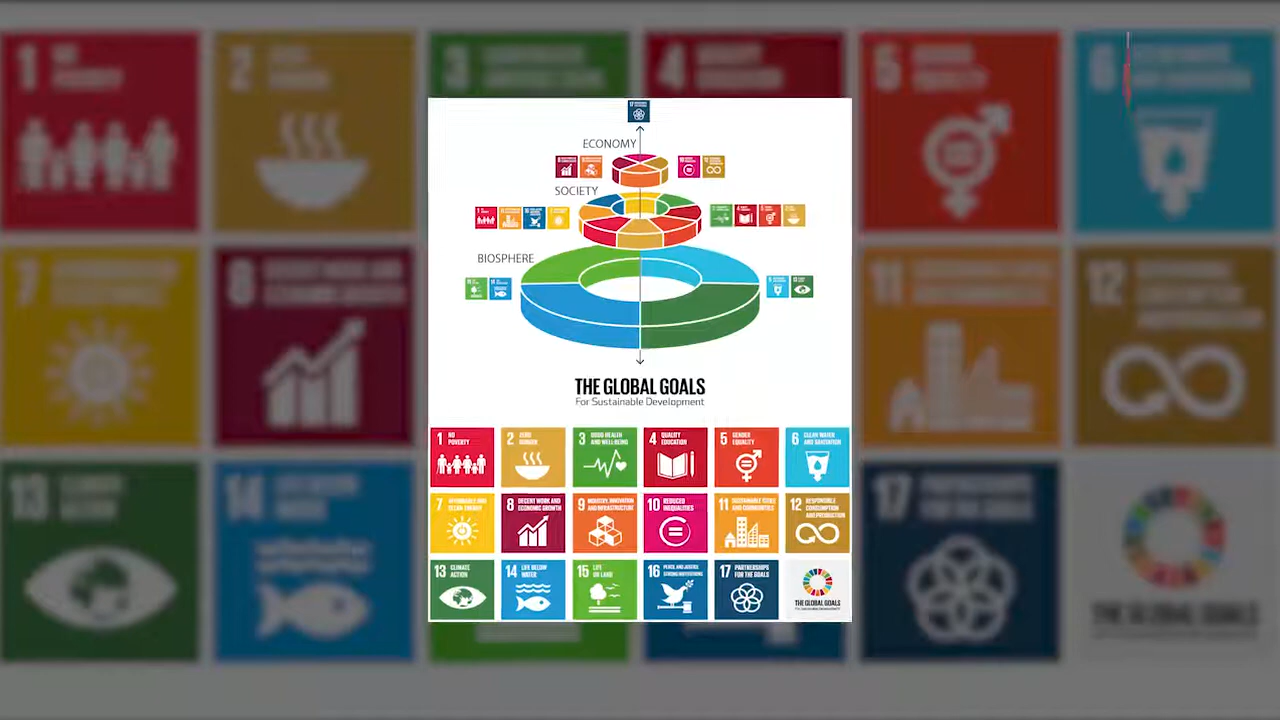 ECONOMY
SOCIETY
BIOSPHERE
THE GLOBAL GOALS
For Sustainable Development
1 NO
POVERTY
2 ZERO
HUNGER
3 GOOD HEALTH
AND WELL-BEING
4 QUALITY
EDUCATION
5 GENDER
EQUALITY
6 CLEAN WATER
AND SANITATION
7 AFFORDABLE AND
CLEAN ENERGY
8 DECENT WORK AND
ECONOMIC GROWTH
9 INDUSTRY, INNOVATION
AND INFRASTRUCTURE
10 REDUCED
INEQUALITIES
11 SUSTAINABLE CITIES
AND COMMUNITIES
12 RESPONSIBLE
CONSUMPTION
AND PRODUCTION
13 CLIMATE
ACTION
14 LIFE BELOW
WATER
15 LIFE
ON LAND
16 PEACE AND JUSTICE
STRONG INSTITUTIONS
17 PARTNERSHIPS
FOR THE GOALS
THE GLOBAL GOALS